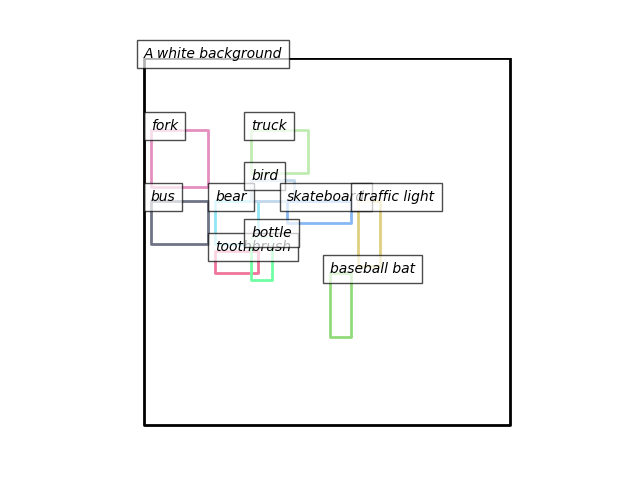 A white background
fork
truck
bird
bus
bear
skateboard
traffic light
bottle
toothbrush
baseball bat